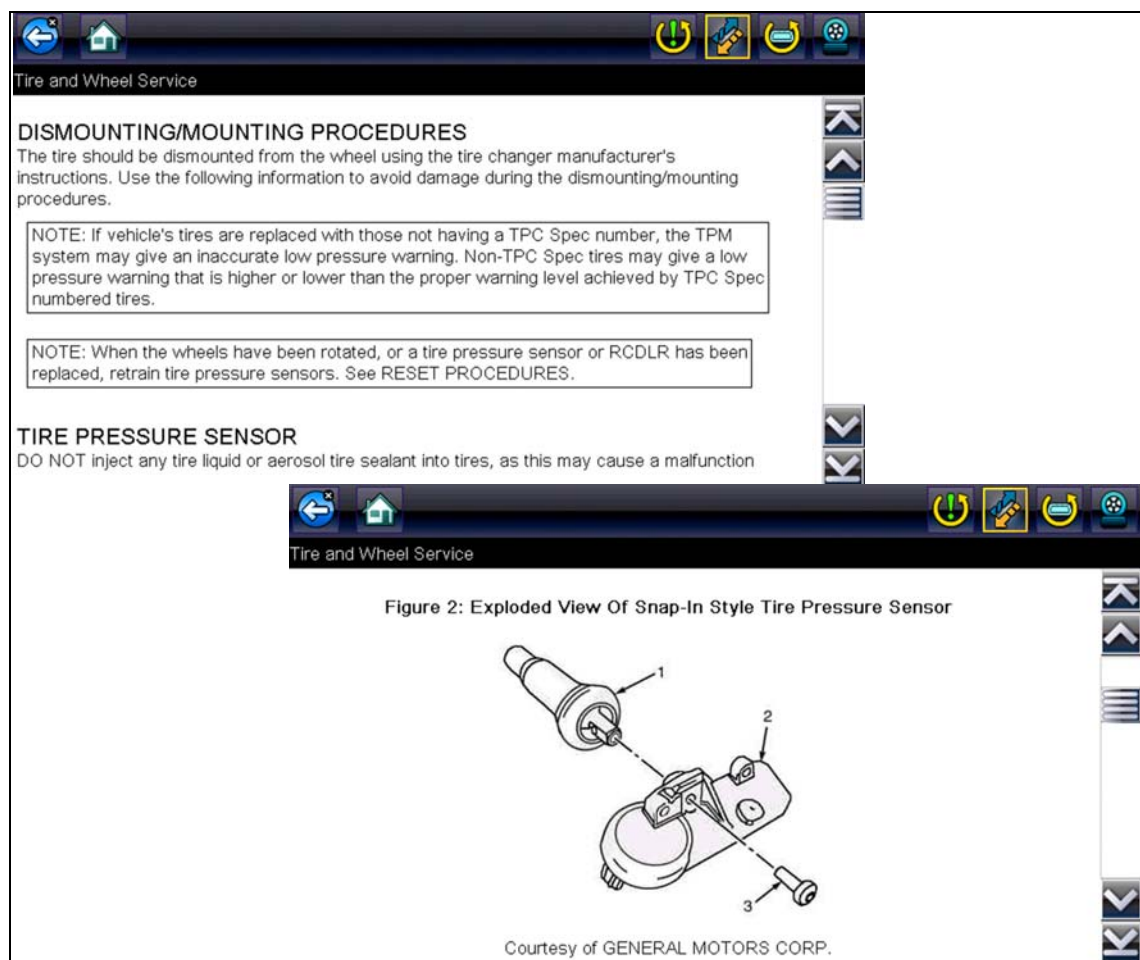 Tire and Wheel Service
DISMOUNTING/MOUNTING PROCEDURES
The tire should be dismounted from the wheel using the tire changer manufacturer's
instructions. Use the following information to avoid damage during the dismounting/mounting
procedures.
NOTE: If vehicle's tires are replaced with those not having a TPC Spec number, the TPM
system may give an inaccurate low pressure warning. Non-TPC Spec tires may give a low
pressure warning that is higher or lower than the proper warning level achieved by TPC Spec
numbered tires.
NOTE: When the wheels have been rotated, or a tire pressure sensor or RCDLR has been
replaced, retrain tire pressure sensors. See RESET PROCEDURES.
TIRE PRESSURE SENSOR
DO NOT inject any tire liquid or aerosol tire sealant into tires, as this may cause a malfunction
Tire and Wheel Service
Figure 2: Exploded View Of Snap-In Style Tire Pressure Sensor
1
2
3
Courtesy of GENERAL MOTORS CORP.